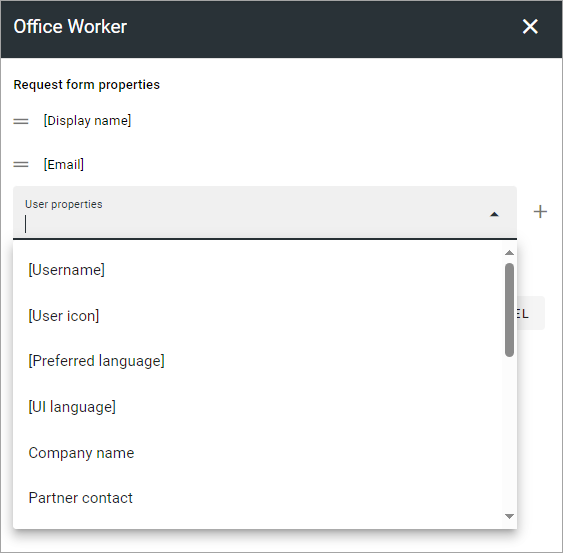 Office Worker
Request form properties
[Display name]
[Email]
User properties
[Username]
[User icon]
[Preferred language]
[UI language]
Company name
Partner contact